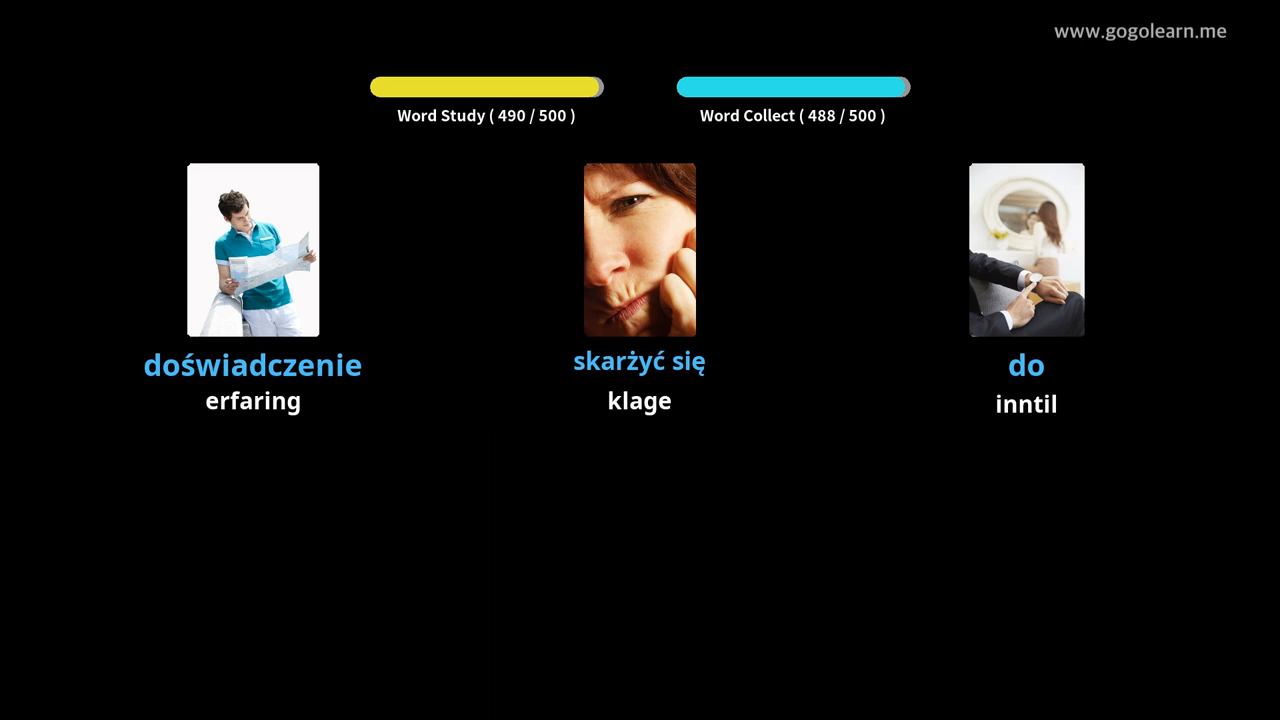 www.gogolearn.me
Word Study ( 490 / 500 )
Word Collect ( 488 / 500 )
doświadczenie
erfaring
skarżyć się
klage
do
inntil